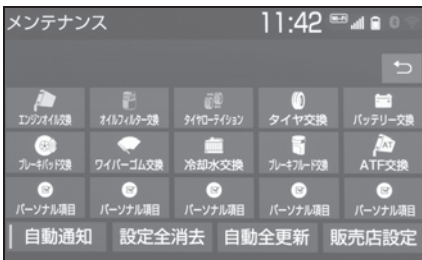 メンテナンス 11:42 Wi-Fi
エンジンオイル交換 オイルフィルター交換 タイヤローテイション タイヤ交換 バッテリー交換
ブレーキパッド交換 ワイパーゴム交換 冷却水交換 ブレーキフルード交換 ATF交換
パーソナル項目 パーソナル項目 パーソナル項目 パーソナル項目 パーソナル項目
自動通知 設定全消去 自動全更新 販売店設定